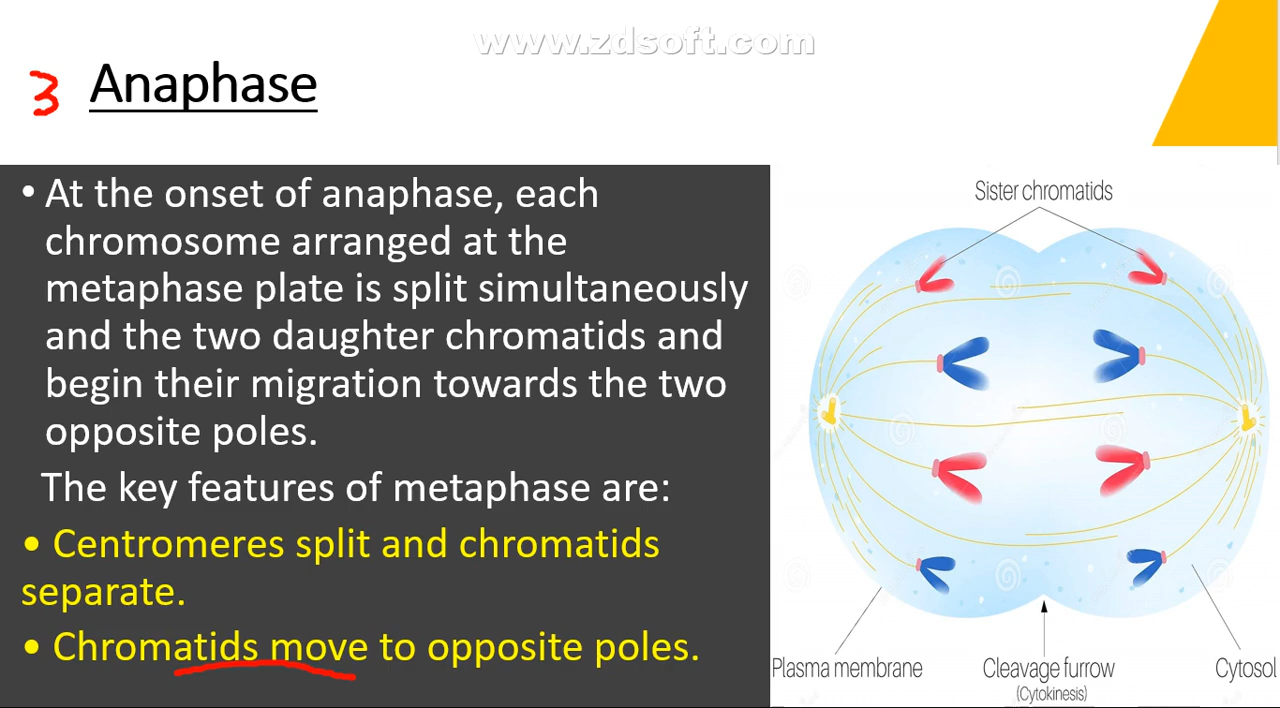 www.zdsoft.com
3 Anaphase
• At the onset of anaphase, each
chromosome arranged at the
metaphase plate is split simultaneously
and the two daughter chromatids and
begin their migration towards the two
opposite poles.
The key features of metaphase are:
• Centromeres split and chromatids
separate.
• Chromatids move to opposite poles.
Sister chromatids
Plasma membrane
Cleavage furrow
(Cytokinesis)
Cytosol